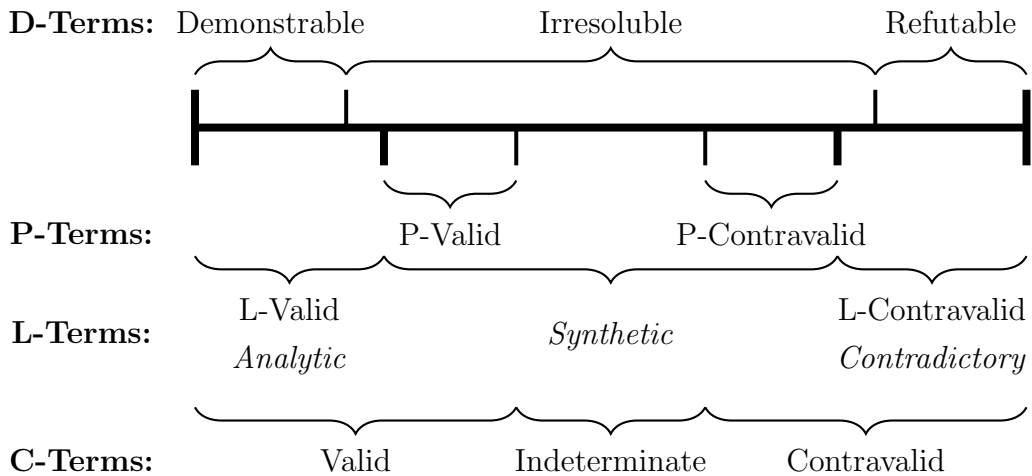 D-Terms: Demonstrable Irresoluble Refutable
P-Terms: P-Valid P-Contravalid
L-Valid L-Contravalid
L-Terms: Synthetic
Analytic Contradictory
C-Terms: Valid Indeterminate Contravalid